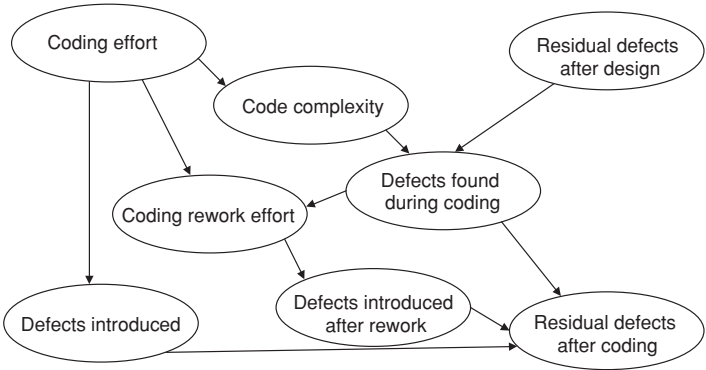 Coding effort
Residual defects
after design
Code complexity
Defects found
during coding
Coding rework effort
Defects introduced
after rework
Defects introduced
Residual defects
after coding